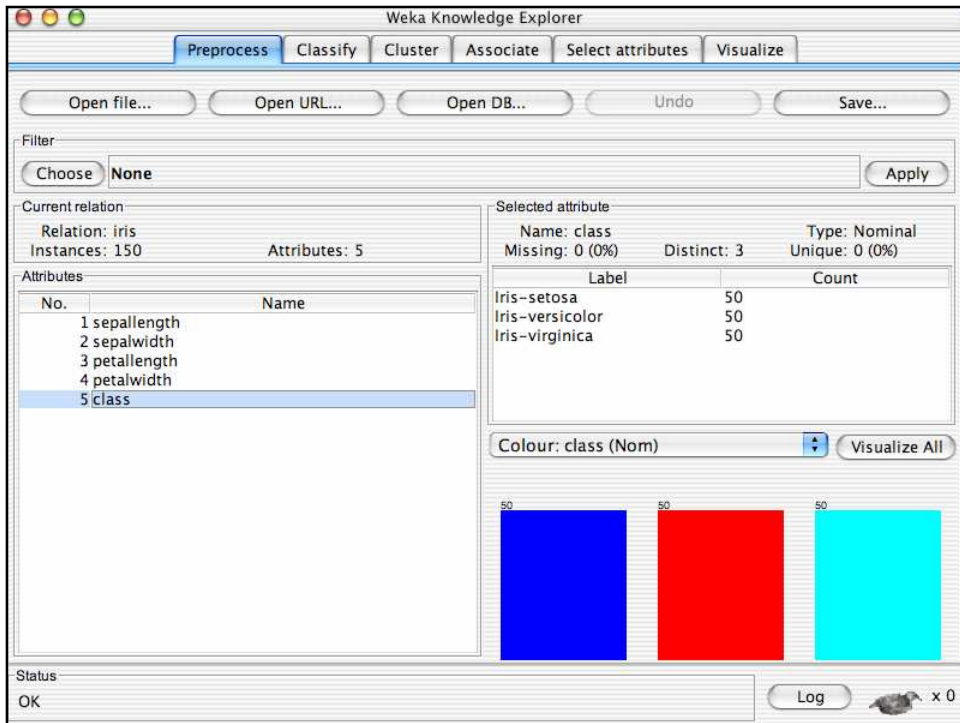 Weka Knowledge Explorer
Preprocess Classify Cluster Associate Select attributes Visualize
Open file... Open URL... Open DB... Undo Save...
Filter
Choose None Apply
Current relation
Relation: iris
Instances: 150 Attributes: 5
Attributes
No. Name
1 sepallength
2 sepalwidth
3 petallength
4 petalwidth
5 class
Selected attribute
Name: class Type: Nominal
Missing: 0 (0%) Distinct: 3 Unique: 0 (0%)
Label Count
Iris-setosa 50
Iris-versicolor 50
Iris-virginica 50
Colour: class (Nom) Visualize All
50 50 50
Status
OK
Log x 0